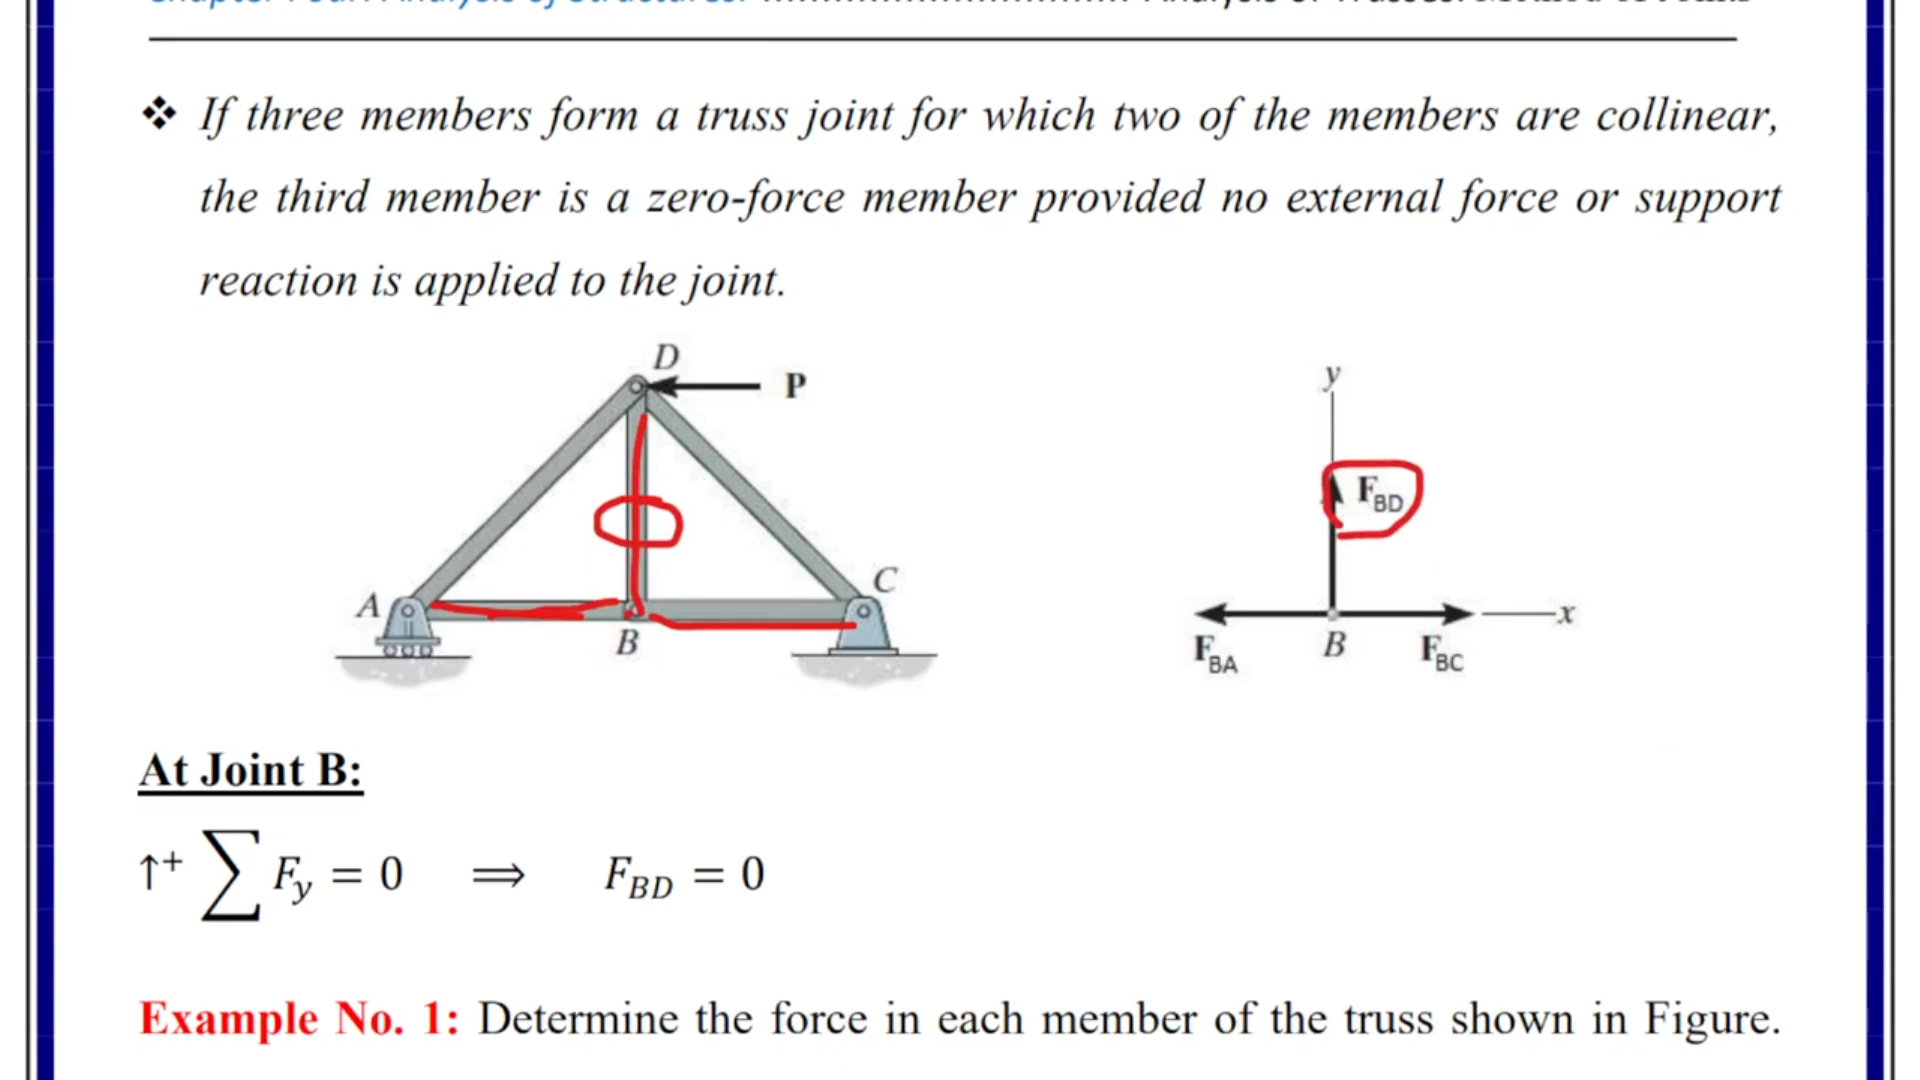 ❖ If three members form a truss joint for which two of the members are collinear,
the third member is a zero-force member provided no external force or support
reaction is applied to the joint.
D
P
A
B
C
y
F_BD
x
F_BA
B
F_BC
At Joint B:
↑+ ∑ F_y = 0 ⟹ F_BD = 0
Example No. 1: Determine the force in each member of the truss shown in Figure.